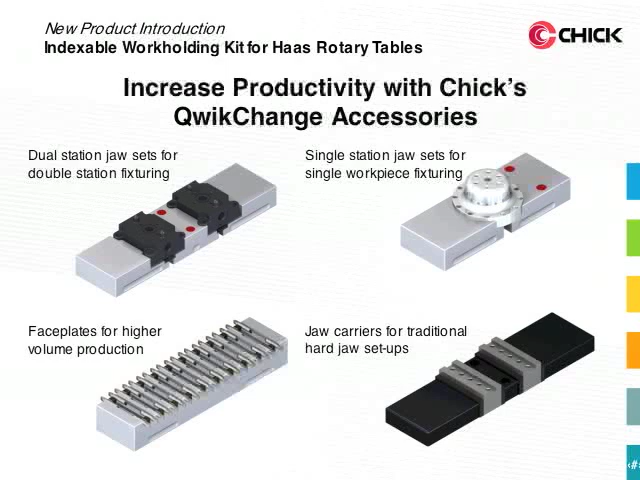 New Product Introduction
Indexable Workholding Kit for Haas Rotary Tables
CHICK
Increase Productivity with Chick's
QwikChange Accessories
Dual station jaw sets for
double station fixturing
Single station jaw sets for
single workpiece fixturing
Faceplates for higher
volume production
Jaw carriers for traditional
hard jaw set-ups
‹#›